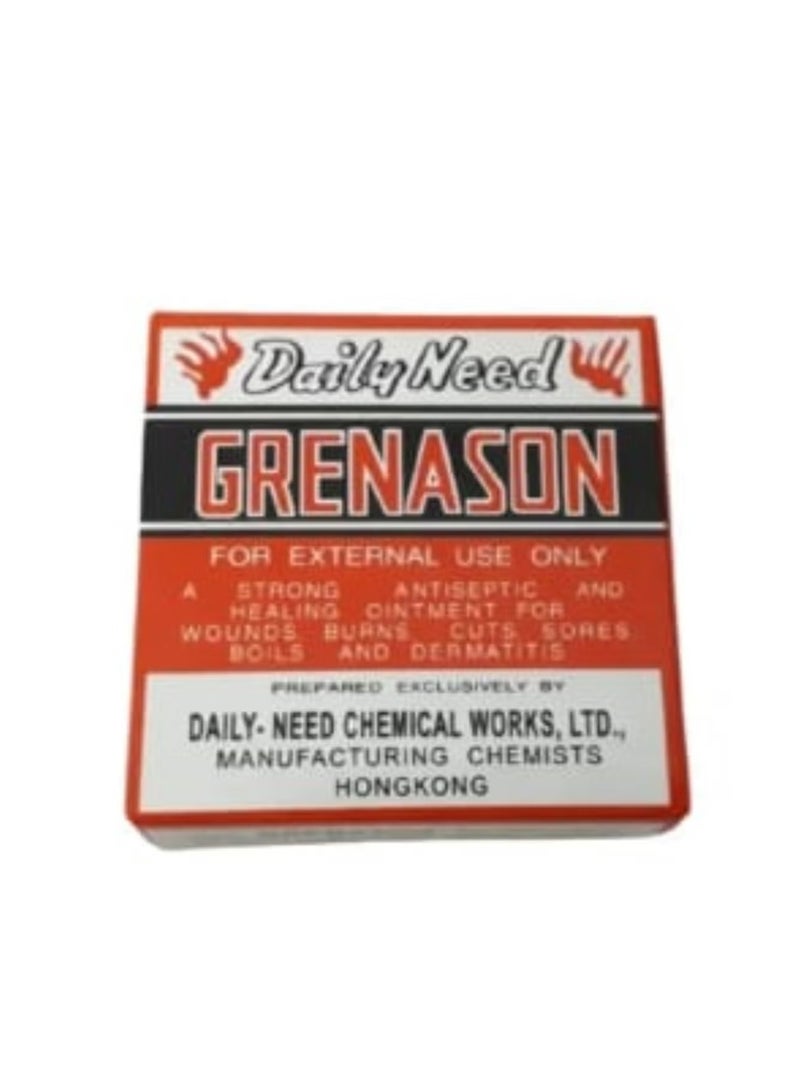 Daily Need
GRENASON
FOR EXTERNAL USE ONLY
A STRONG ANTISEPTIC AND
HEALING OINTMENT FOR
WOUNDS BURNS CUTS SORES
BOILS AND DERMATITIS
PREPARED EXCLUSIVELY BY
DAILY-NEED CHEMICAL WORKS, LTD.,
MANUFACTURING CHEMISTS
HONGKONG